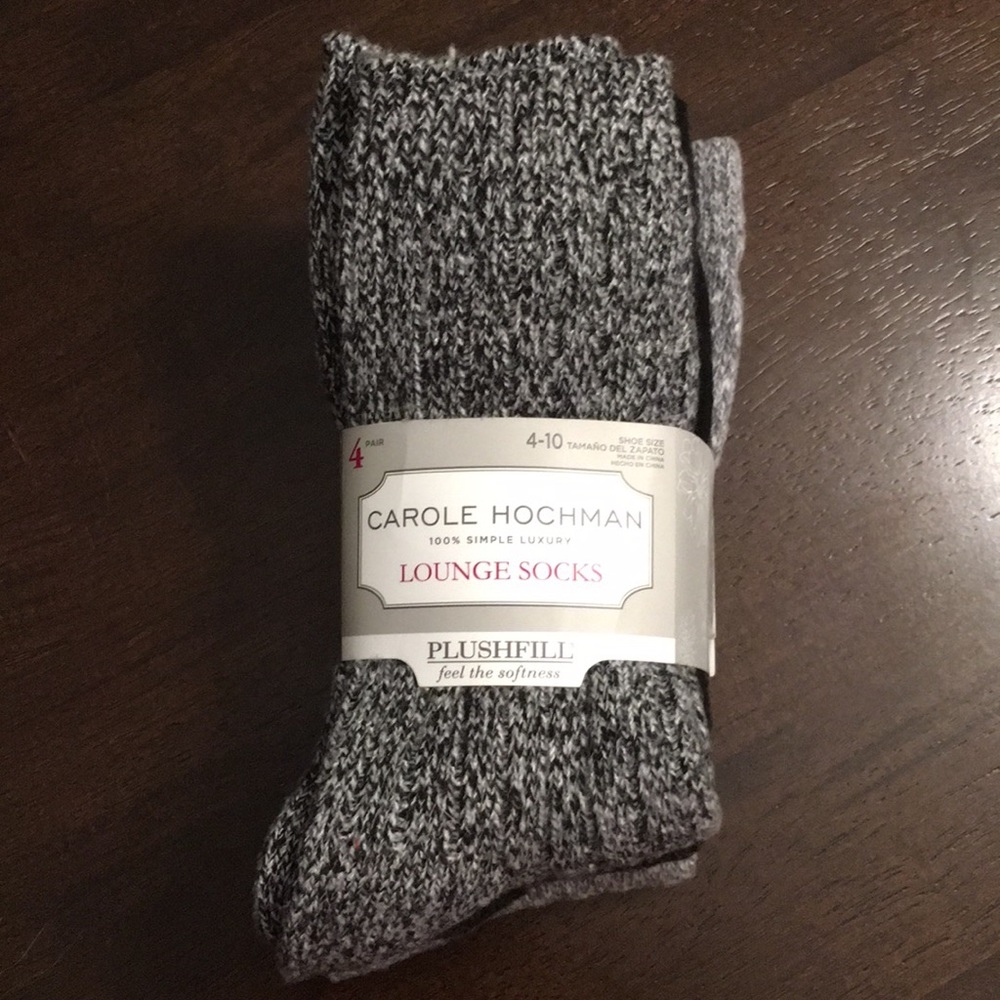 4 PAIR
4-10 SHOE SIZE
TAMAÑO DEL ZAPATO
MADE IN CHINA
HECHO EN CHINA
CAROLE HOCHMAN
100% SIMPLE LUXURY
LOUNGE SOCKS
PLUSHFILL
feel the softness